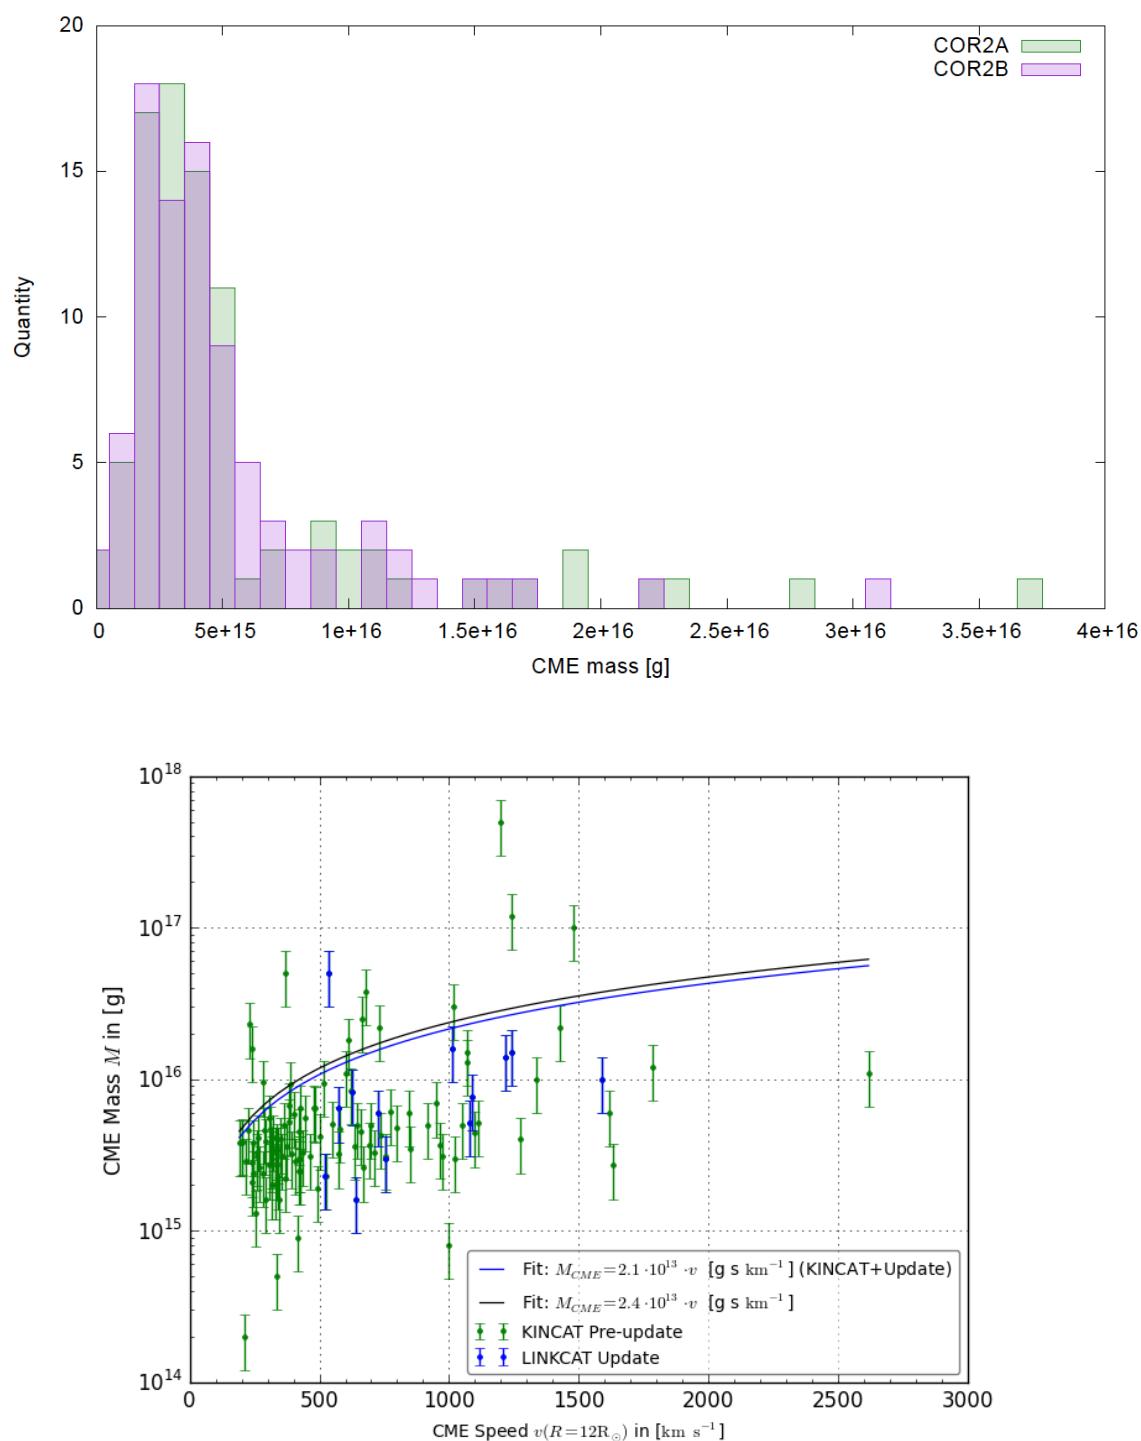 20
COR2A
COR2B
15
Quantity
10
5
0
0 5e+15 1e+16 1.5e+16 2e+16 2.5e+16 3e+16 3.5e+16 4e+16
CME mass [g]
10^18
10^17
CME Mass M in [g]
10^16
10^15
Fit: M_CME=2.1·10^13·v [g s km^−1] (KINCAT+Update)
Fit: M_CME=2.4·10^13·v [g s km^−1]
KINCAT Pre-update
LINKCAT Update
10^14
0 500 1000 1500 2000 2500 3000
CME Speed v(R=12R_⊙) in [km s^−1]